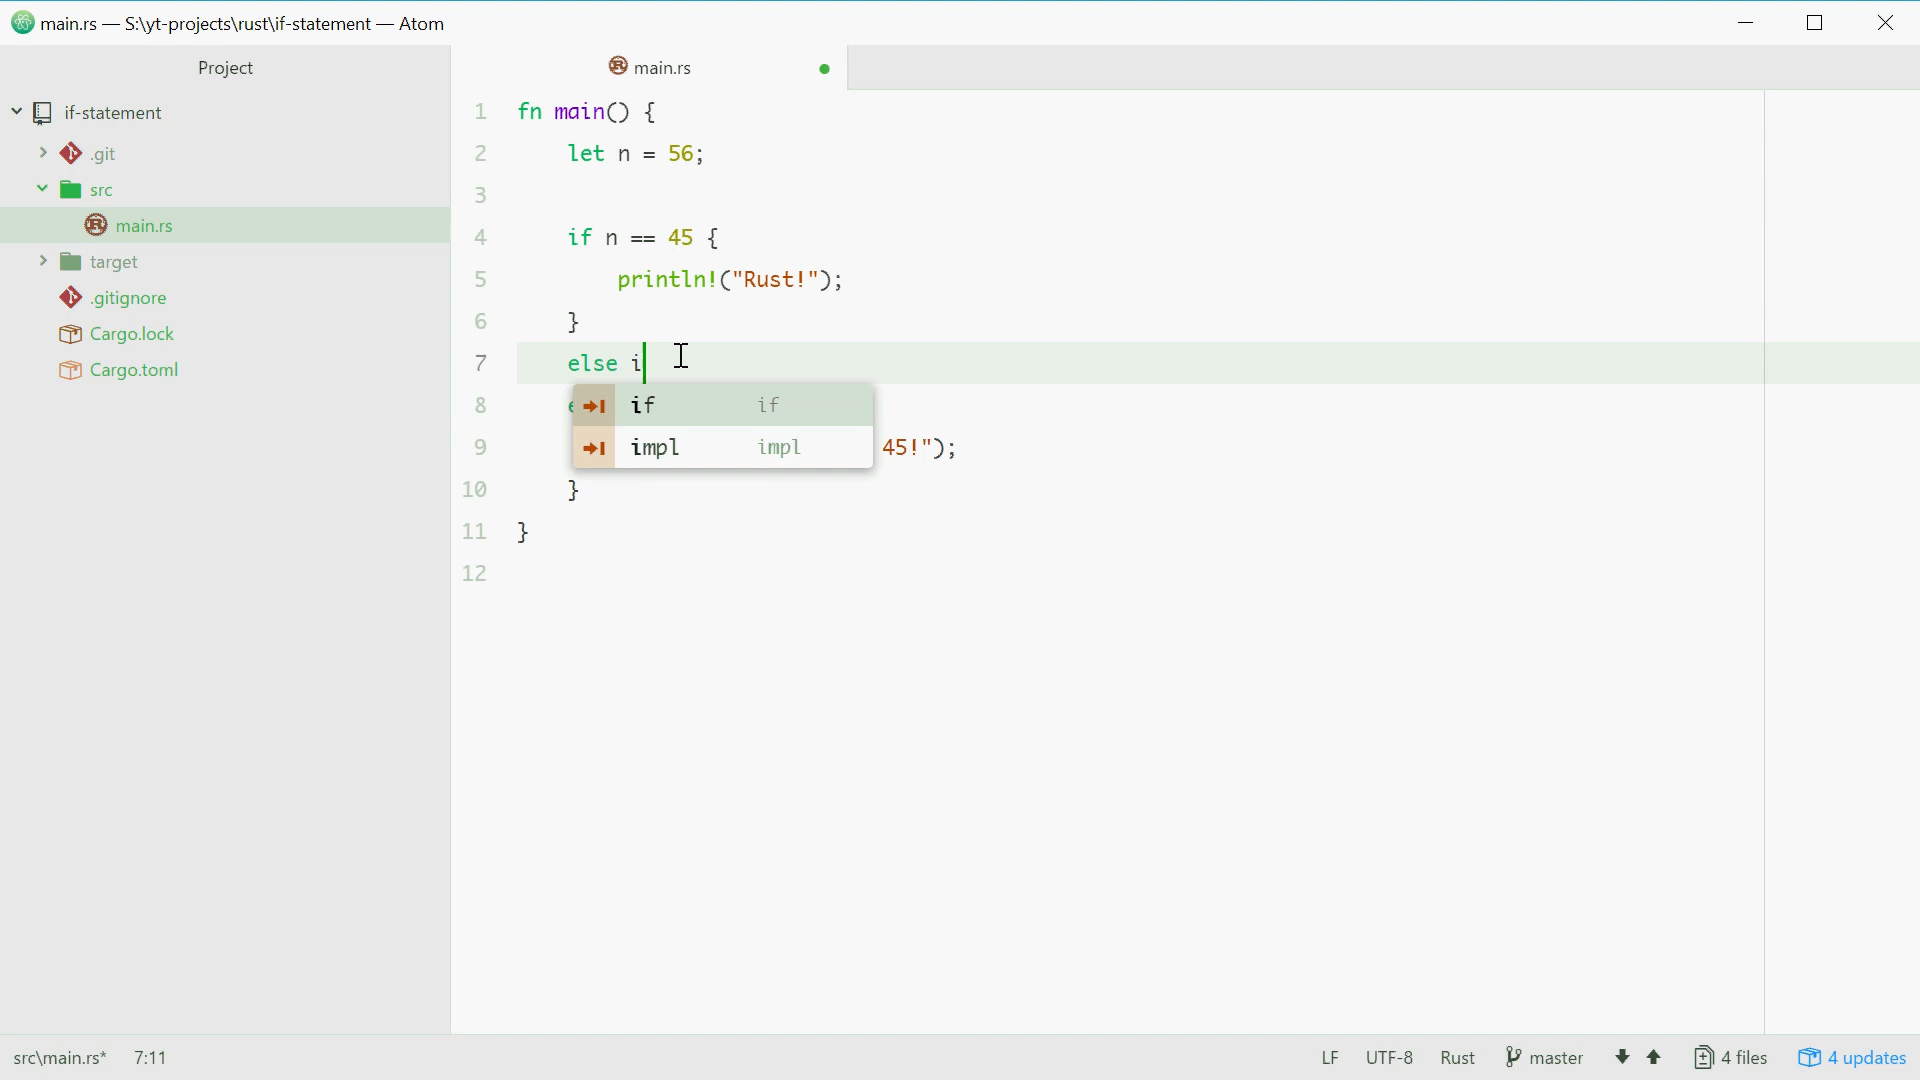 main.rs — S:\yt-projects\rust\if-statement — Atom
Project
main.rs
if-statement
.git
src
main.rs
target
.gitignore
Cargo.lock
Cargo.toml
1 fn main() {
2 let n = 56;
3
4 if n == 45 {
5 println!("Rust!");
6 }
7 else i
8
if if
9 45!");
impl impl
10 }
11 }
12
src\main.rs* 7:11 LF UTF-8 Rust master 4 files 4 updates